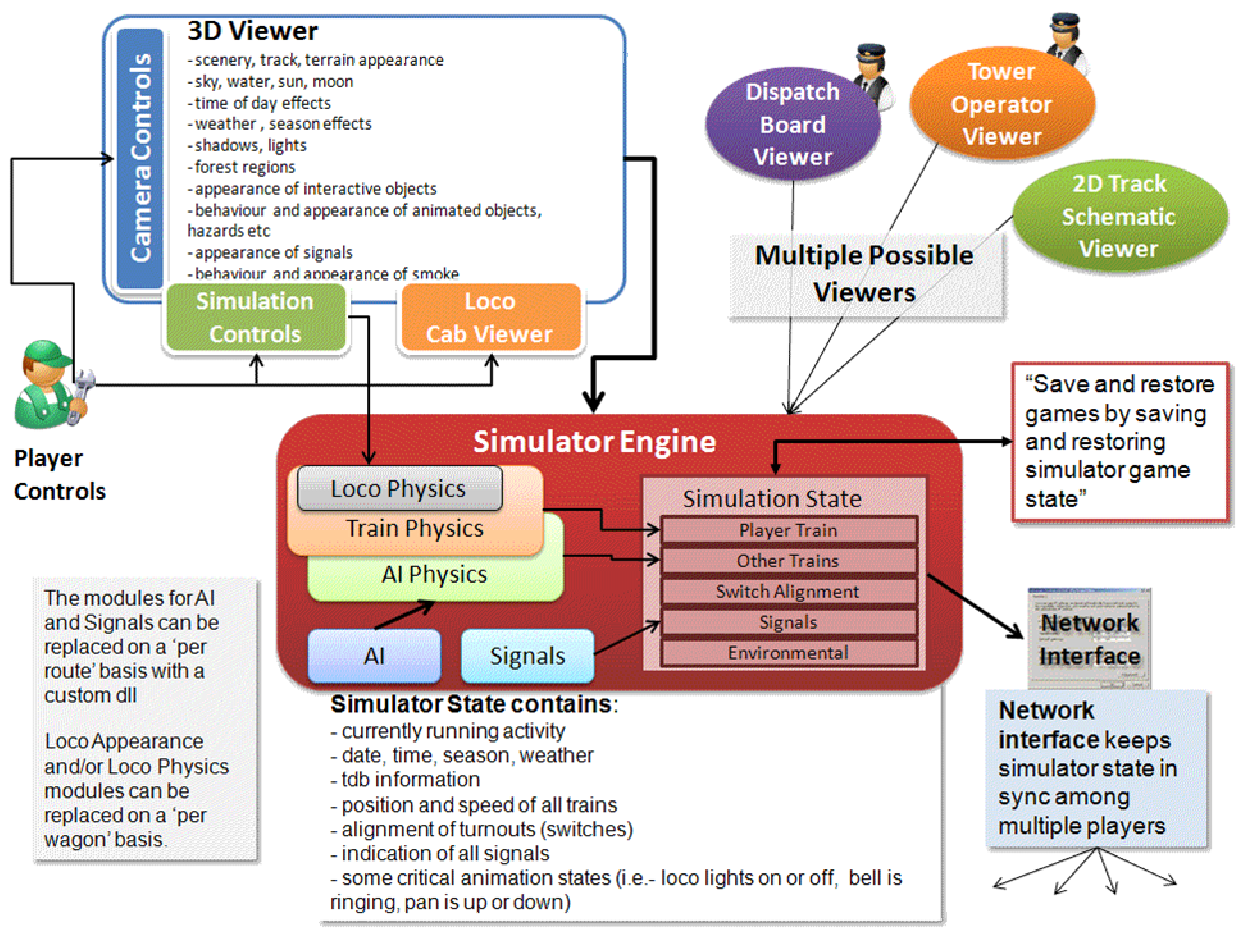 3D Viewer
Camera Controls
- scenery, track, terrain appearance
- sky, water, sun, moon
- time of day effects
- weather , season effects
- shadows, lights
- forest regions
- appearance of interactive objects
- behaviour and appearance of animated objects,
hazards etc
- appearance of signals
- behaviour and appearance of smoke
Simulation
Controls
Loco
Cab Viewer
Dispatch
Board
Viewer
Tower
Operator
Viewer
2D Track
Schematic
Viewer
Multiple Possible
Viewers
Player
Controls
"Save and restore
games by saving
and restoring
simulator game
state"
Simulator Engine
Loco Physics
Train Physics
AI Physics
AI
Signals
Simulation State
Player Train
Other Trains
Switch Alignment
Signals
Environmental
Network
Interface
Network
interface keeps
simulator state in
sync among
multiple players
The modules for AI
and Signals can be
replaced on a 'per
route' basis with a
custom dll
Loco Appearance
and/or Loco Physics
modules can be
replaced on a 'per
wagon' basis.
Simulator State contains:
- currently running activity
- date, time, season, weather
- tdb information
- position and speed of all trains
- alignment of turnouts (switches)
- indication of all signals
- some critical animation states (i.e.- loco lights on or off, bell is
ringing, pan is up or down)